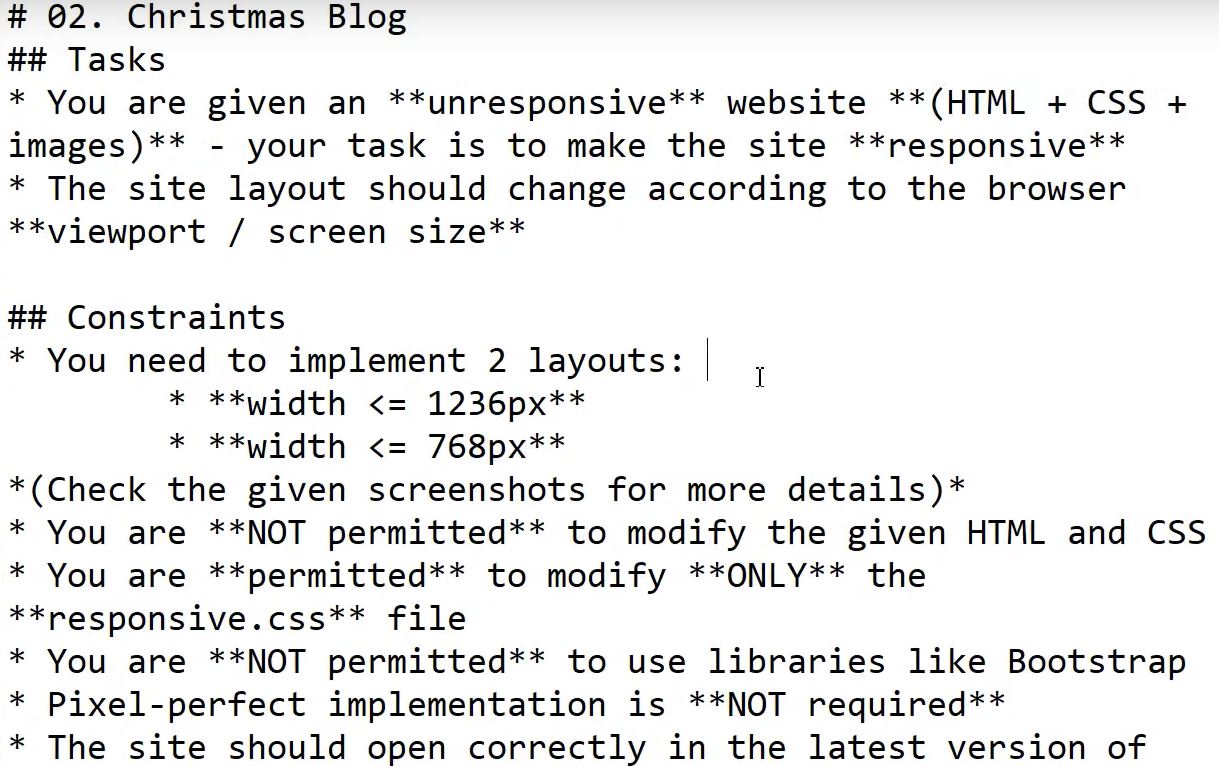 # 02. Christmas Blog
## Tasks
* You are given an **unresponsive** website **(HTML + CSS +
images)** - your task is to make the site **responsive**
* The site layout should change according to the browser
**viewport / screen size**
## Constraints
* You need to implement 2 layouts:
* **width <= 1236px**
* **width <= 768px**
*(Check the given screenshots for more details)*
* You are **NOT permitted** to modify the given HTML and CSS
* You are **permitted** to modify **ONLY** the
**responsive.css** file
* You are **NOT permitted** to use libraries like Bootstrap
* Pixel-perfect implementation is **NOT required**
* The site should open correctly in the latest version of